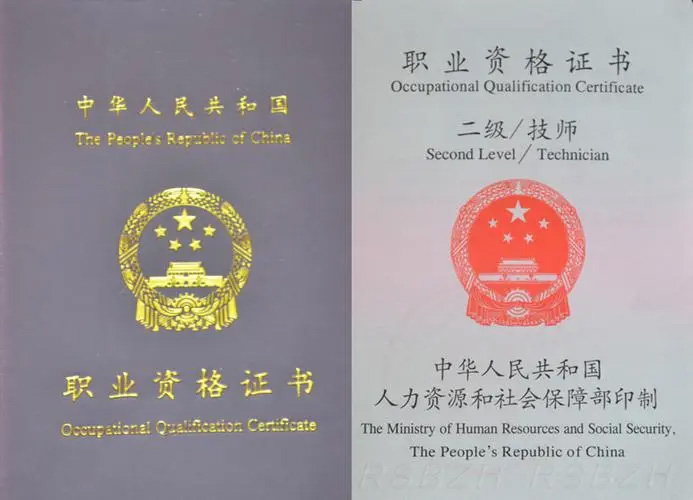 中华人民共和国
The People's Republic of China
职业资格证书
Occupational Qualification Certificate
职业资格证书
Occupational Qualification Certificate
二级/技师
Second Level/Technician
中华人民共和国
人力资源和社会保障部印制
The Ministry of Human Resources and Social Security,
The People's Republic of China
RSBZH RSBZH